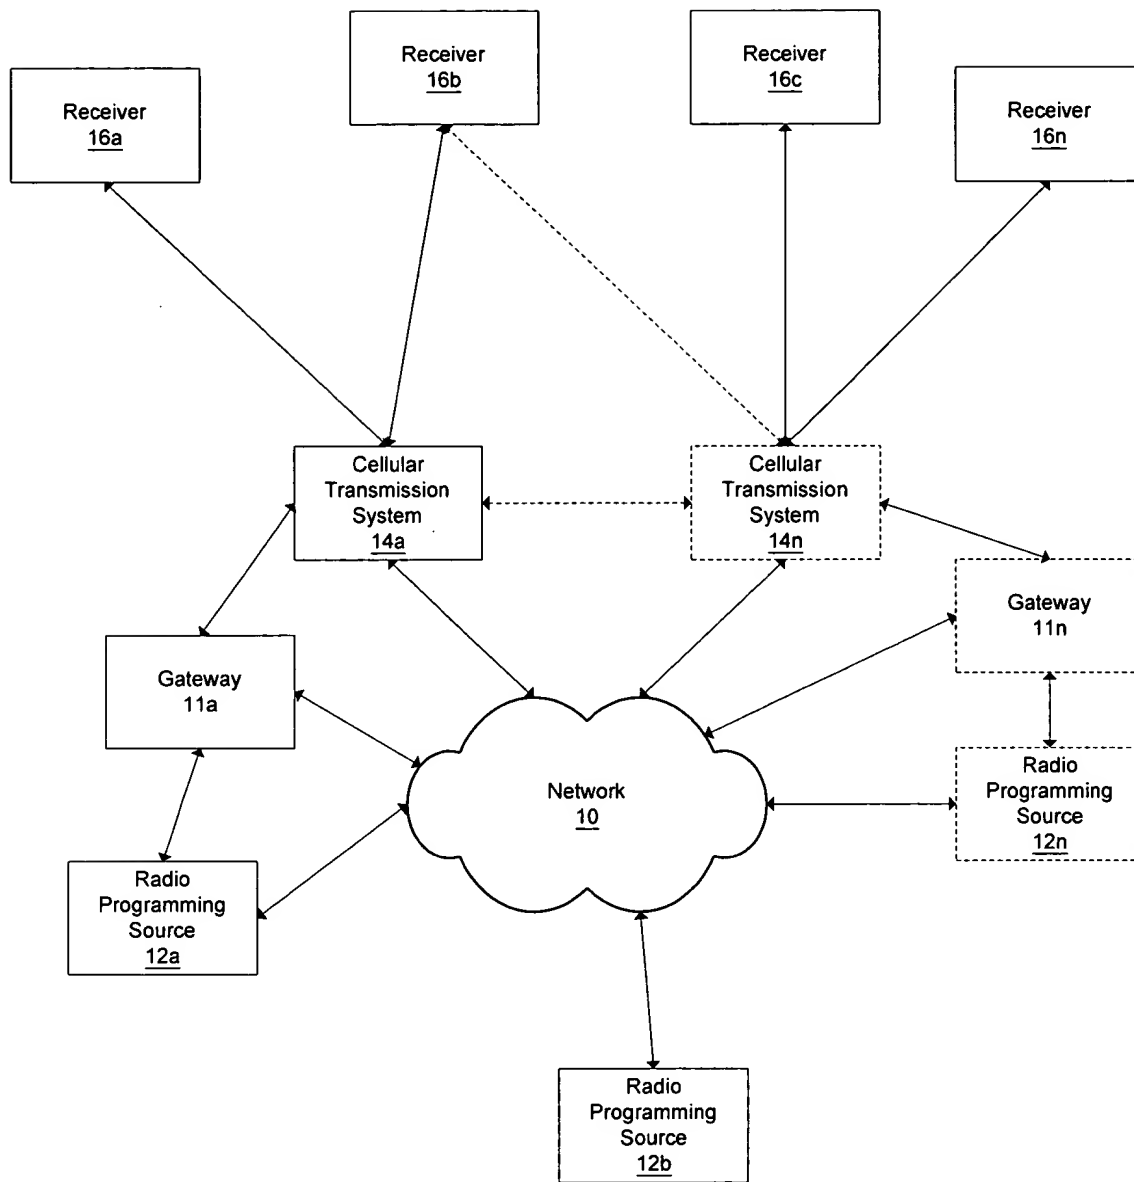 Receiver
16a
Receiver
16b
Receiver
16c
Receiver
16n
Cellular
Transmission
System
14a
Cellular
Transmission
System
14n
Gateway
11a
Gateway
11n
Network
10
Radio
Programming
Source
12a
Radio
Programming
Source
12n
Radio
Programming
Source
12b